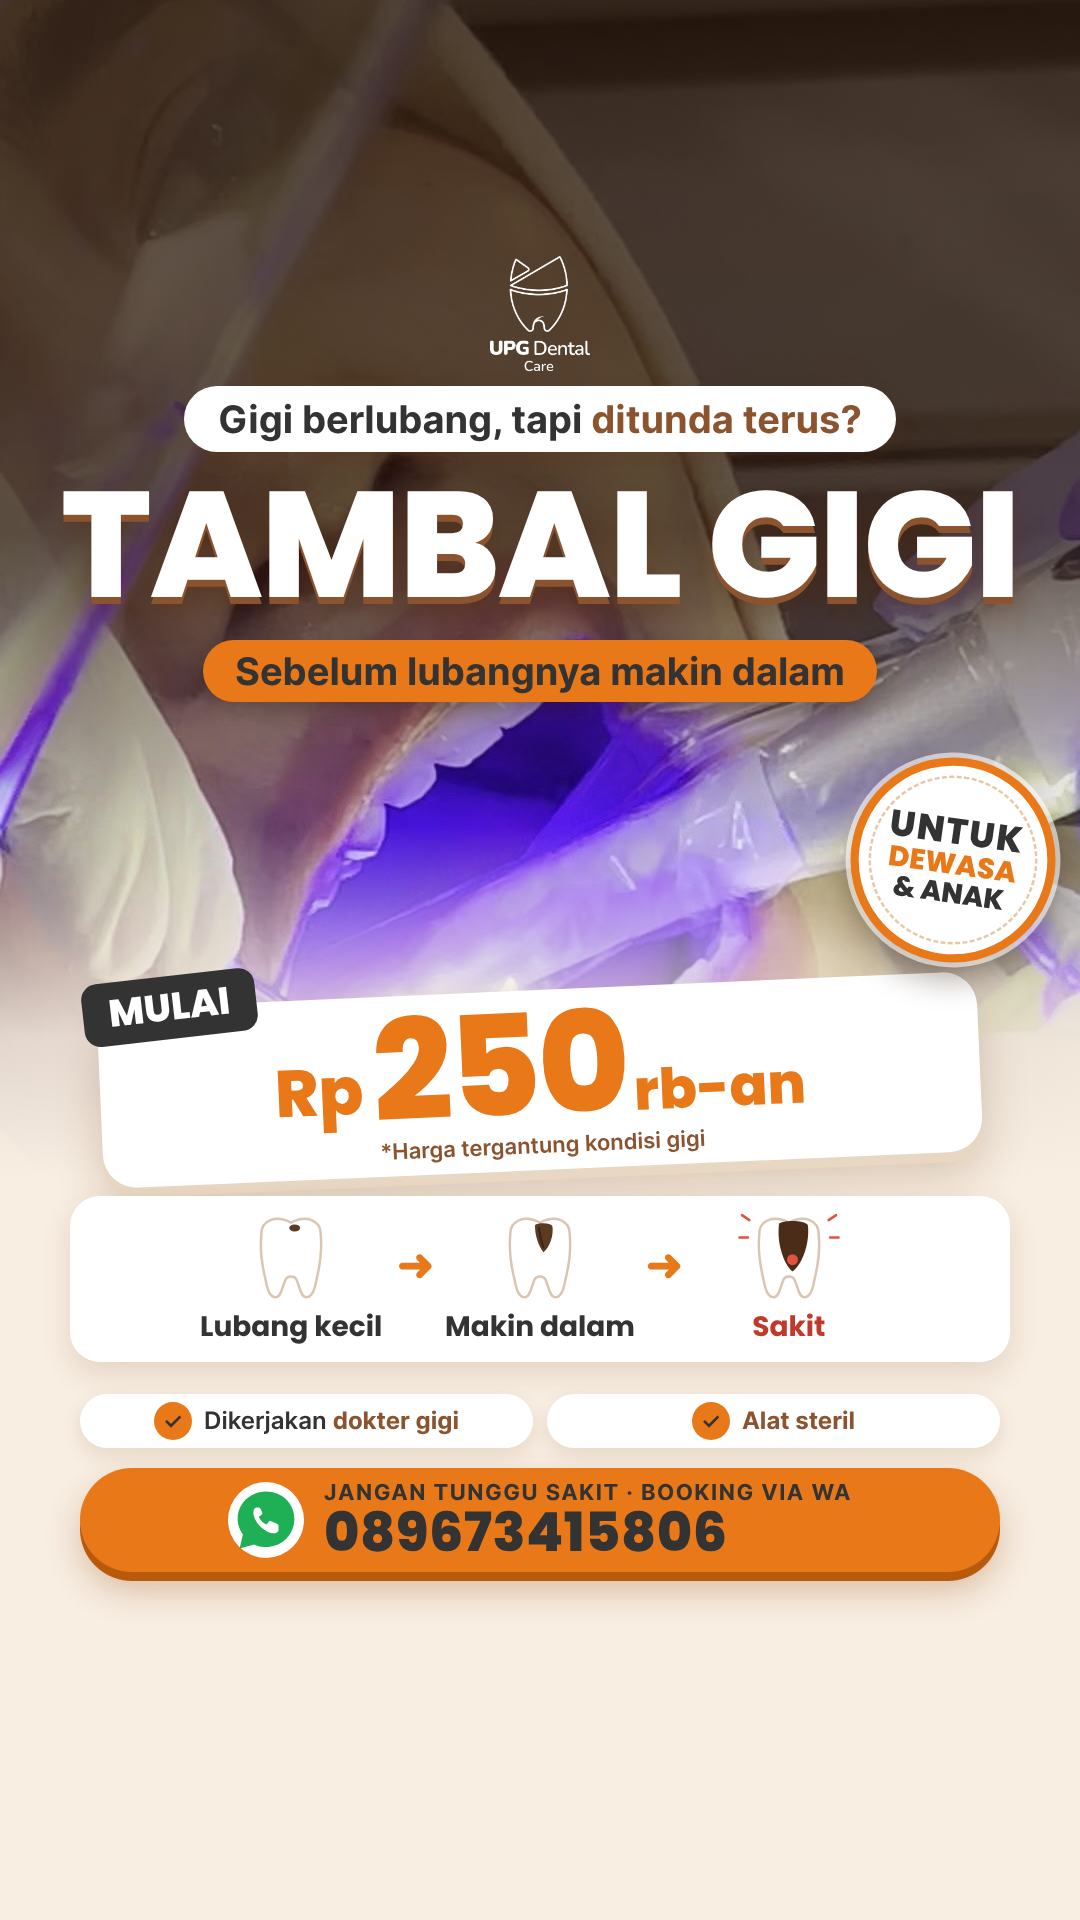 UPG Dental
Care
Gigi berlubang, tapi ditunda terus?
TAMBAL GIGI
Sebelum lubangnya makin dalam
UNTUK
DEWASA
& ANAK
MULAI
Rp 250 rb-an
*Harga tergantung kondisi gigi
Lubang kecil
Makin dalam
Sakit
Dikerjakan dokter gigi
Alat steril
JANGAN TUNGGU SAKIT · BOOKING VIA WA
089673415806